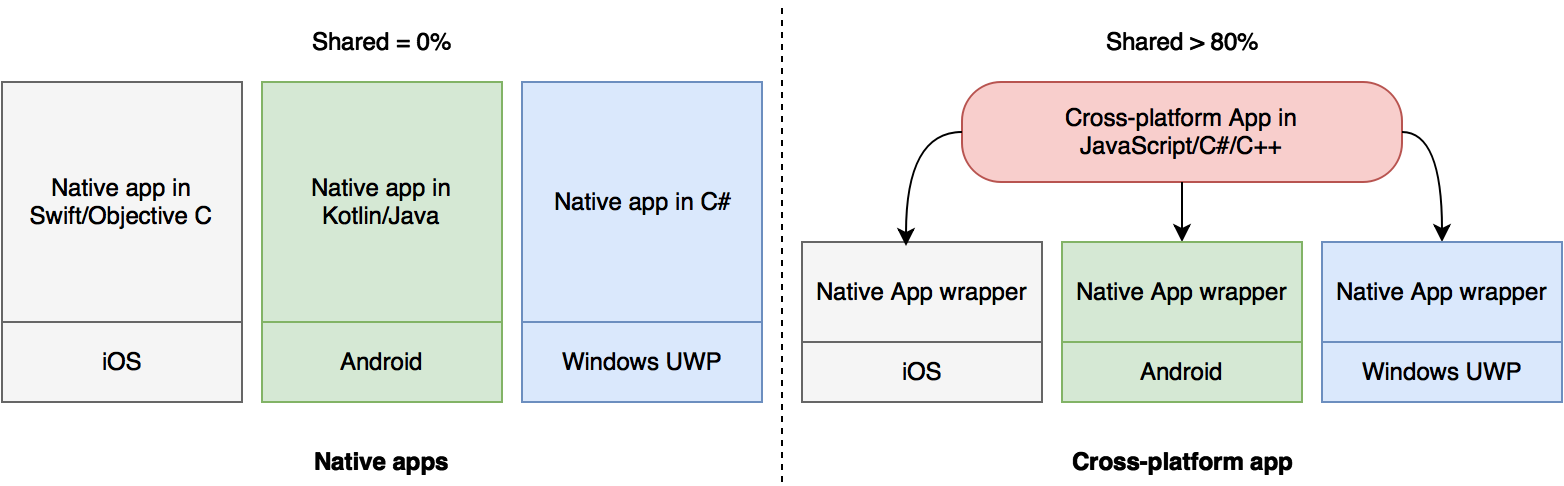 Shared = 0%
Native app in
Swift/Objective C
Native app in
Kotlin/Java
Native app in C#
iOS
Android
Windows UWP
Native apps
Shared > 80%
Cross-platform App in
JavaScript/C#/C++
Native App wrapper
Native App wrapper
Native App wrapper
iOS
Android
Windows UWP
Cross-platform app